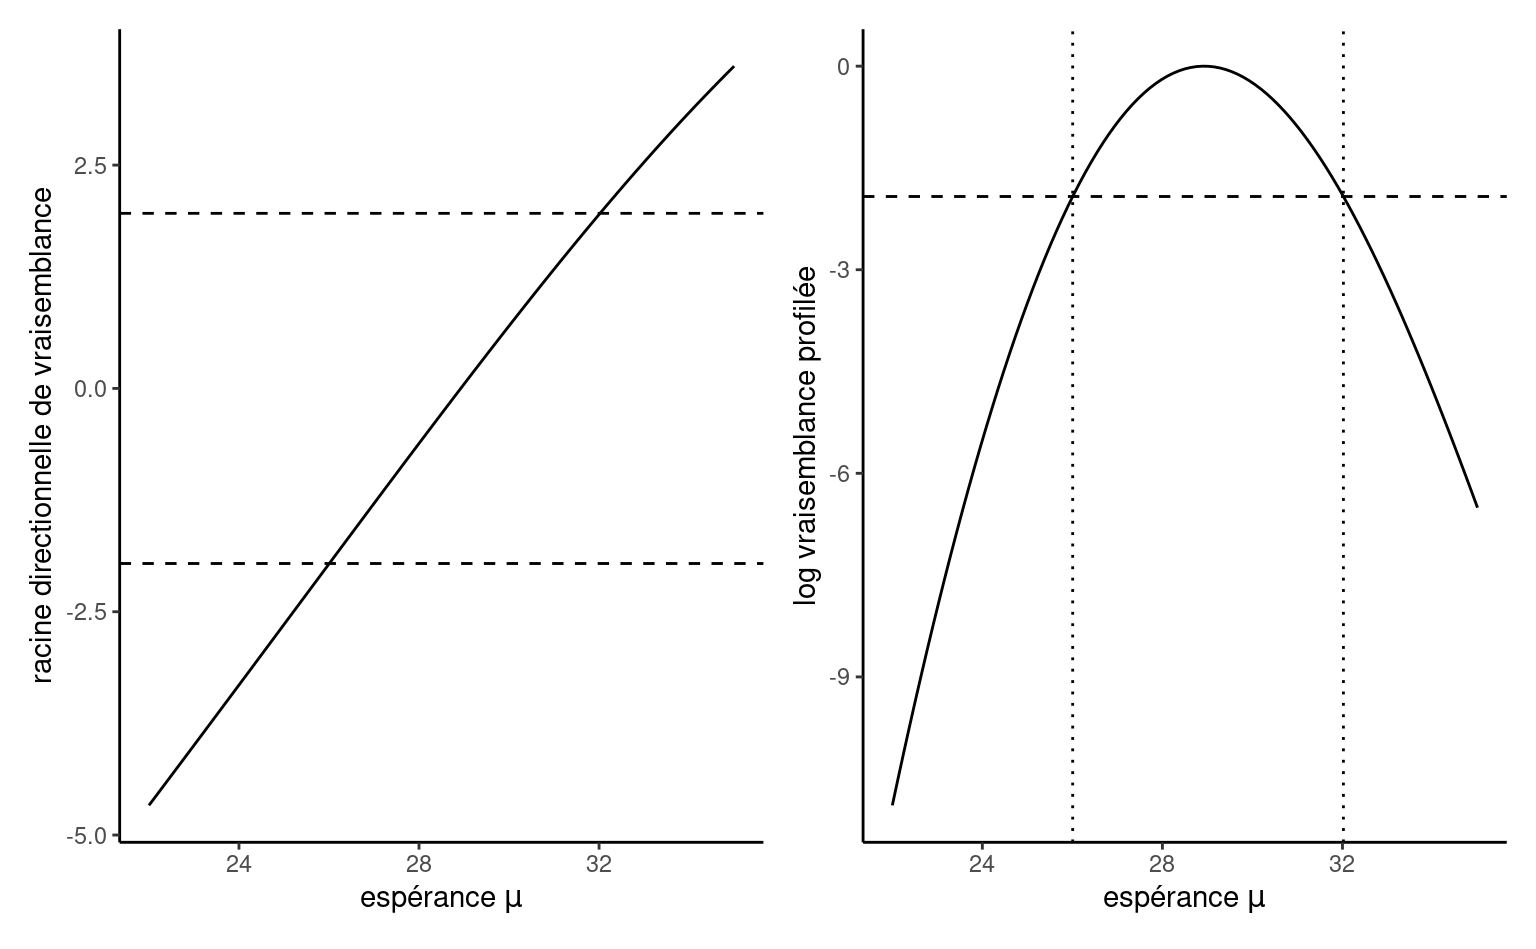 racine directionnelle de vraisemblance
2.5
0.0
-2.5
-5.0
24 28 32
espérance μ
log vraisemblance profilée
0
-3
-6
-9
24 28 32
espérance μ